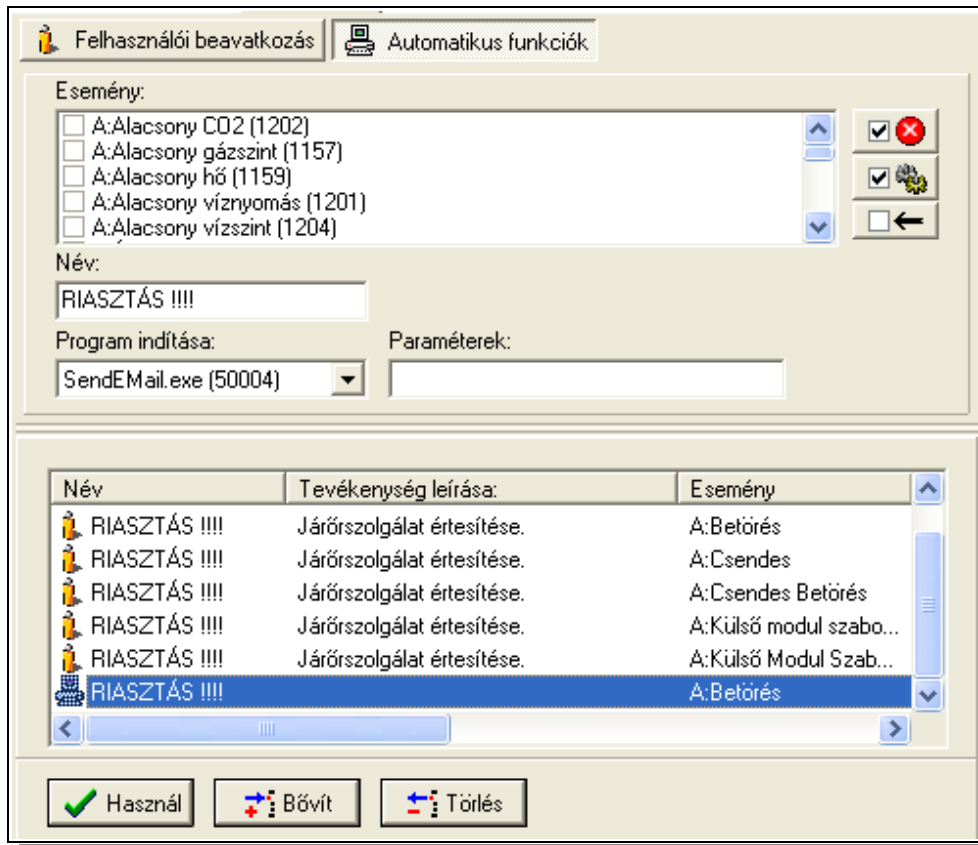 Felhasználói beavatkozás
Automatikus funkciók
Esemény:
A:Alacsony CO2 (1202)
A:Alacsony gázszint (1157)
A:Alacsony hő (1159)
A:Alacsony víznyomás (1201)
A:Alacsony vízszint (1204)
Név:
RIASZTÁS !!!!
Program indítása: Paraméterek:
SendEMail.exe (50004)
Név Tevékenység leírása: Esemény
RIASZTÁS !!!! Járőrszolgálat értesítése. A:Betörés
RIASZTÁS !!!! Járőrszolgálat értesítése. A:Csendes
RIASZTÁS !!!! Járőrszolgálat értesítése. A:Csendes Betörés
RIASZTÁS !!!! Járőrszolgálat értesítése. A:Külső modul szabo...
RIASZTÁS !!!! Járőrszolgálat értesítése. A:Külső Modul Szab...
RIASZTÁS !!!! A:Betörés
Használ Bővít Törlés